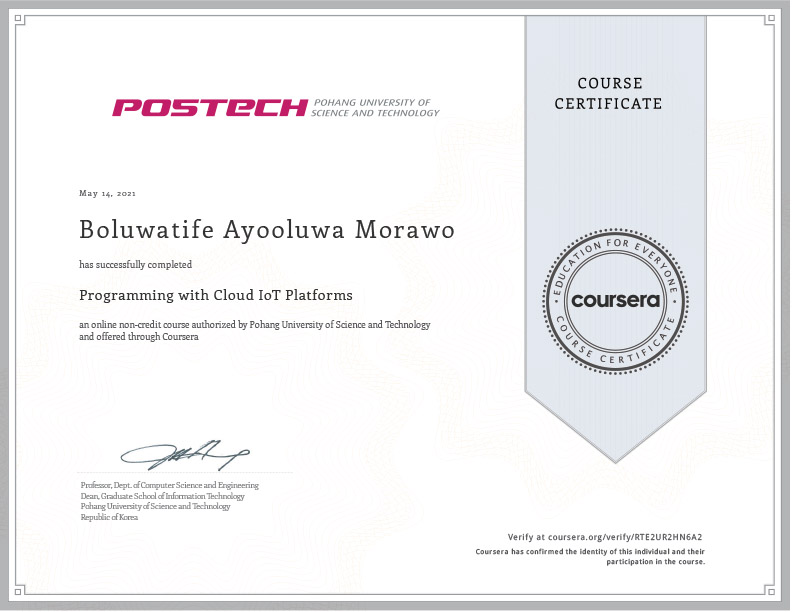 POSTECH POHANG UNIVERSITY OF
SCIENCE AND TECHNOLOGY
COURSE
CERTIFICATE
May 14, 2021
Boluwatife Ayooluwa Morawo
has successfully completed
Programming with Cloud IoT Platforms
an online non-credit course authorized by Pohang University of Science and Technology
and offered through Coursera
EDUCATION FOR EVERYONE
coursera
COURSE CERTIFICATE
Professor, Dept. of Computer Science and Engineering
Dean, Graduate School of Information Technology
Pohang University of Science and Technology
Republic of Korea
Verify at coursera.org/verify/RTE2UR2HN6A2
Coursera has confirmed the identity of this individual and their
participation in the course.